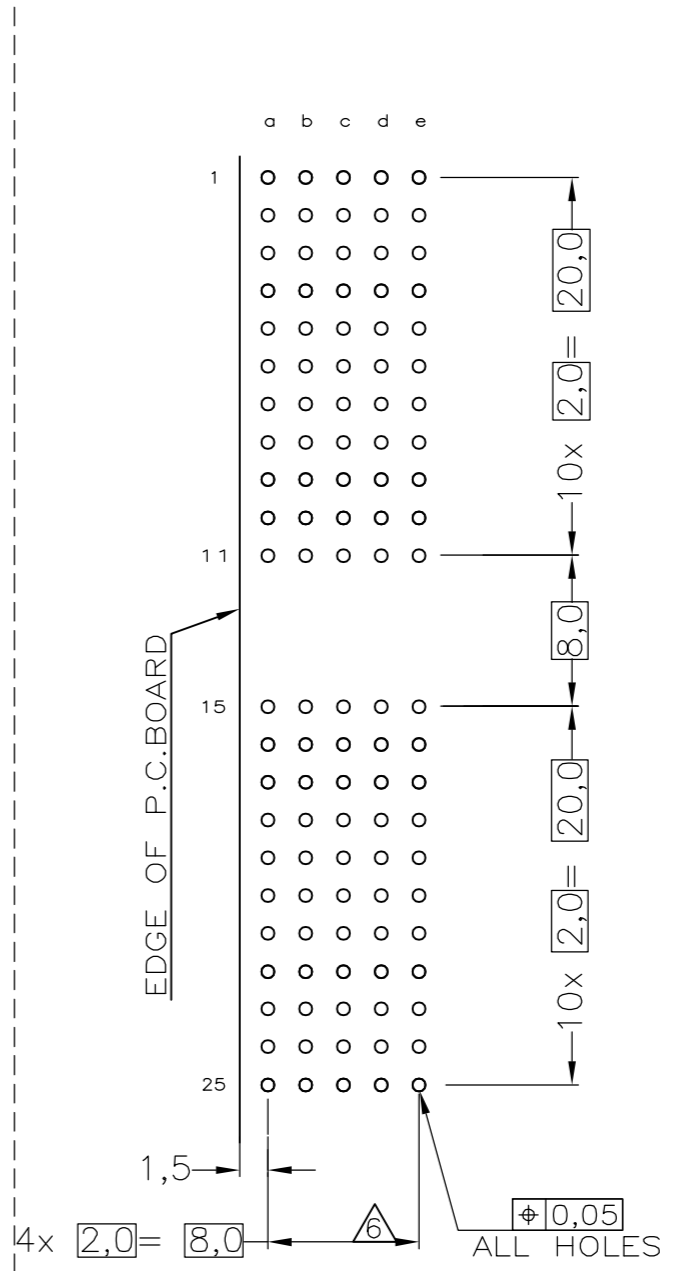 a b c d e
1
20,0
10x 2,0=
11
8,0
EDGE OF P.C.BOARD
15
20,0
10x 2,0=
25
1,5
4x 2,0= 8,0
6
⌖ 0,05
ALL HOLES